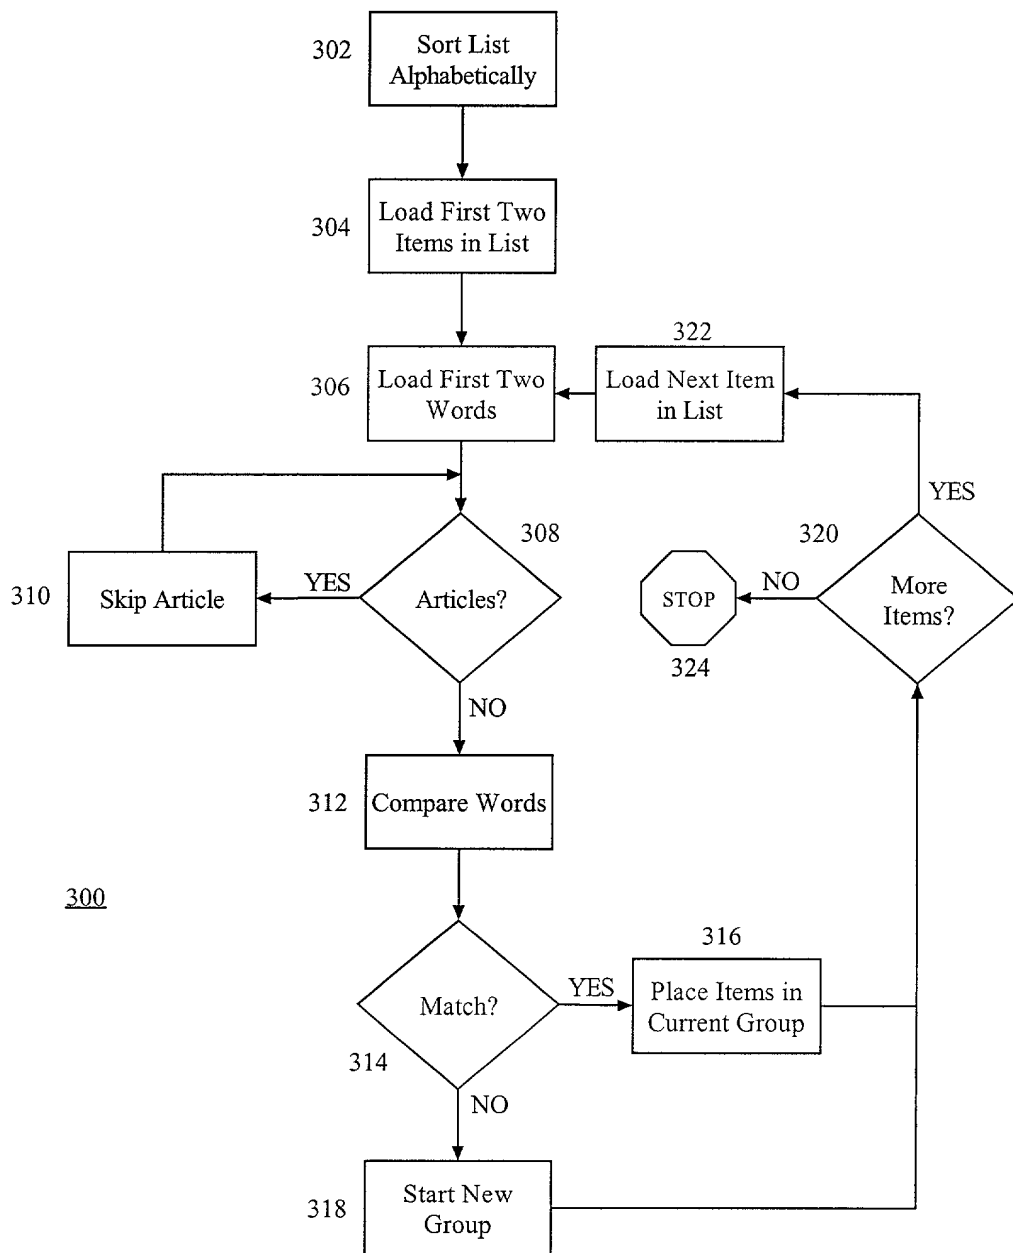 302
Sort List
Alphabetically
304
Load First Two
Items in List
322
306
Load First Two
Words
Load Next Item
in List
YES
308
320
310
Skip Article
YES
Articles?
STOP
NO
More
Items?
324
NO
312
Compare Words
300
316
Match?
YES
Place Items in
Current Group
314
NO
318
Start New
Group